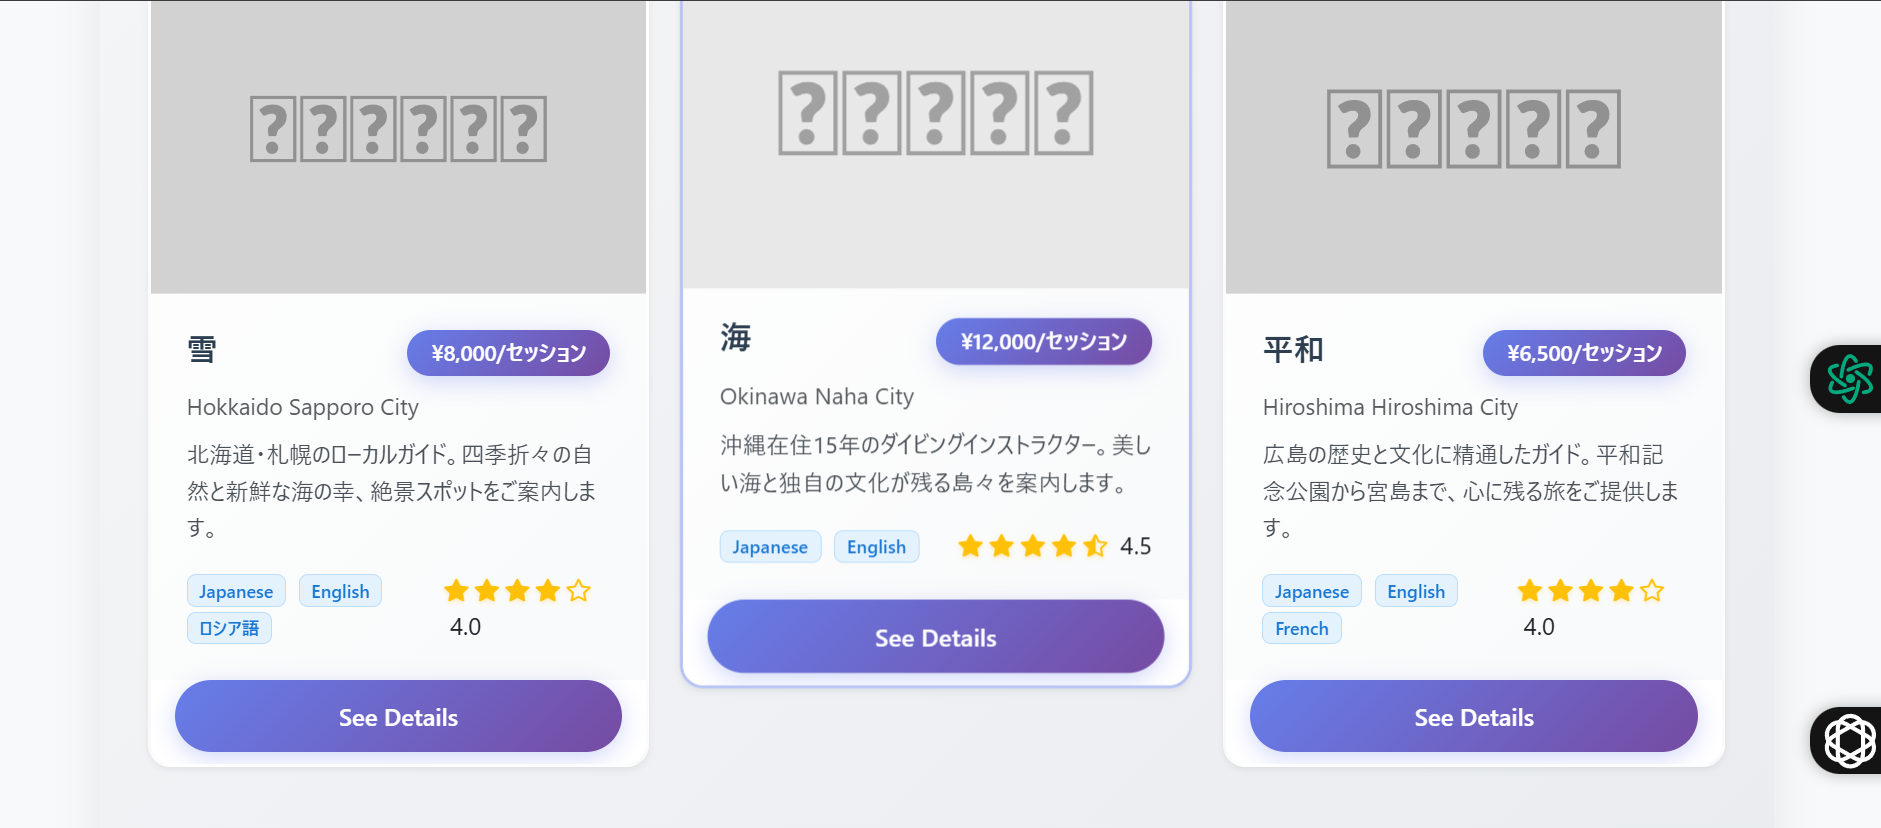 雪
¥8,000/セッション
Hokkaido Sapporo City
北海道・札幌のローカルガイド。四季折々の自
然と新鮮な海の幸、絶景スポットをご案内しま
す。
Japanese
English
ロシア語
4.0
See Details
海
¥12,000/セッション
Okinawa Naha City
沖縄在住15年のダイビングインストラクター。美し
い海と独自の文化が残る島々を案内します。
Japanese
English
4.5
See Details
平和
¥6,500/セッション
Hiroshima Hiroshima City
広島の歴史と文化に精通したガイド。平和記
念公園から宮島まで、心に残る旅をご提供しま
す。
Japanese
English
French
4.0
See Details